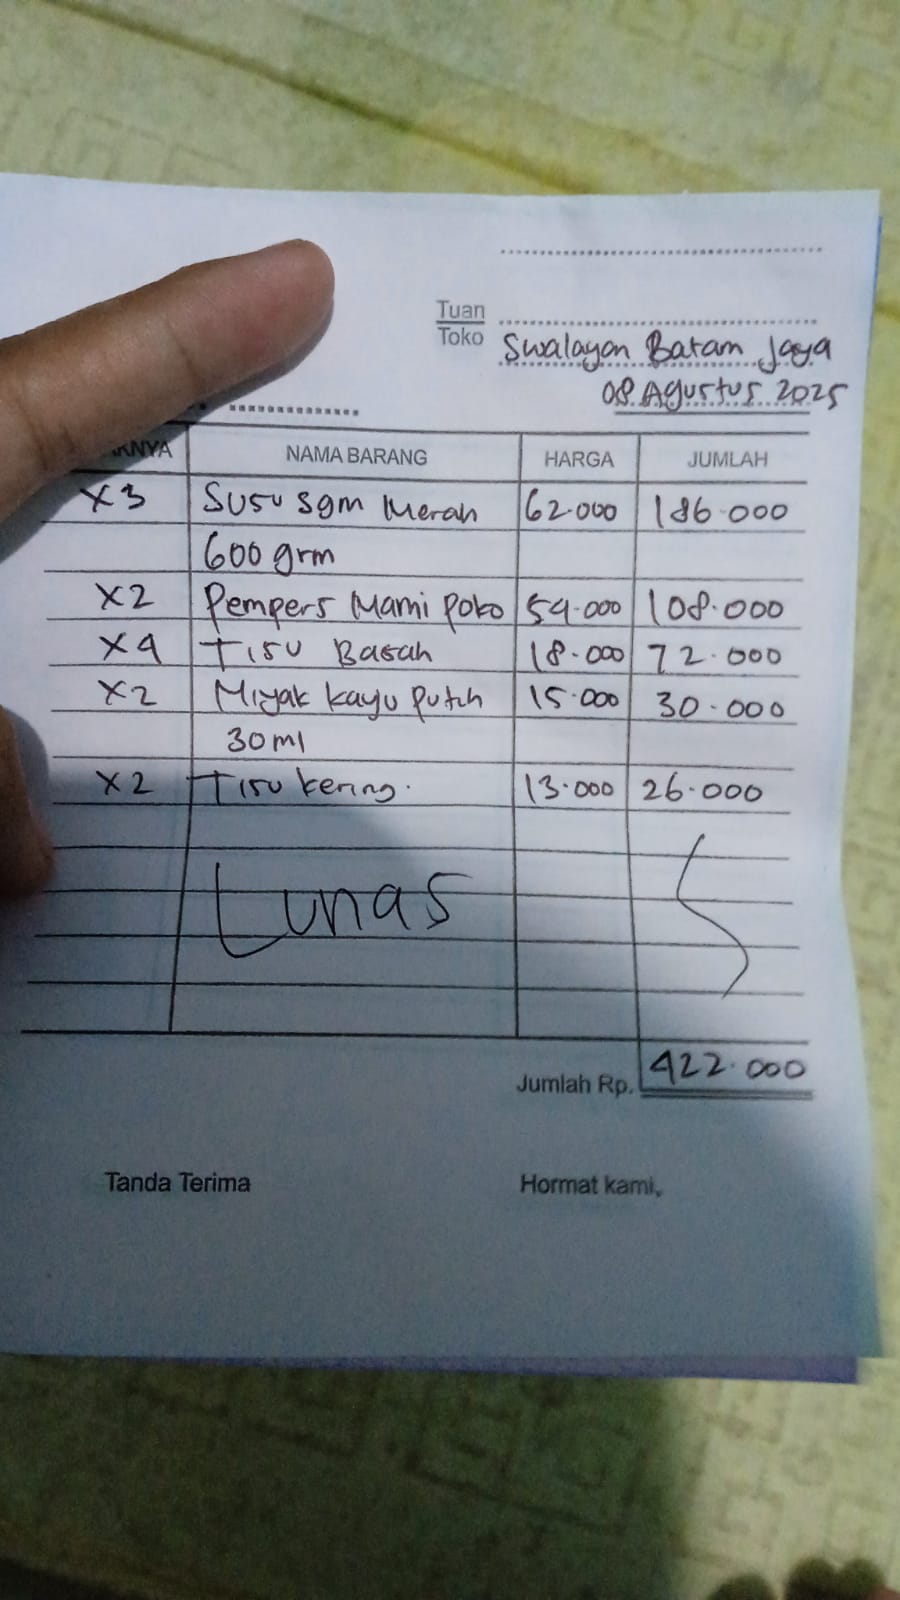 Tuan
Toko Swalayan Batam Jaya
08 Agustus 2025
KNYA NAMA BARANG HARGA JUMLAH
X3 Susu sgm Merah 62.000 186.000
600 grm
X2 Pempers Mami poko 54.000 108.000
X4 Tisu Basah 18.000 72.000
X2 Miyak kayu putih 15.000 30.000
30 ml
X2 Tisu kering. 13.000 26.000
Lunas
Jumlah Rp. 422.000
Tanda Terima Hormat kami,